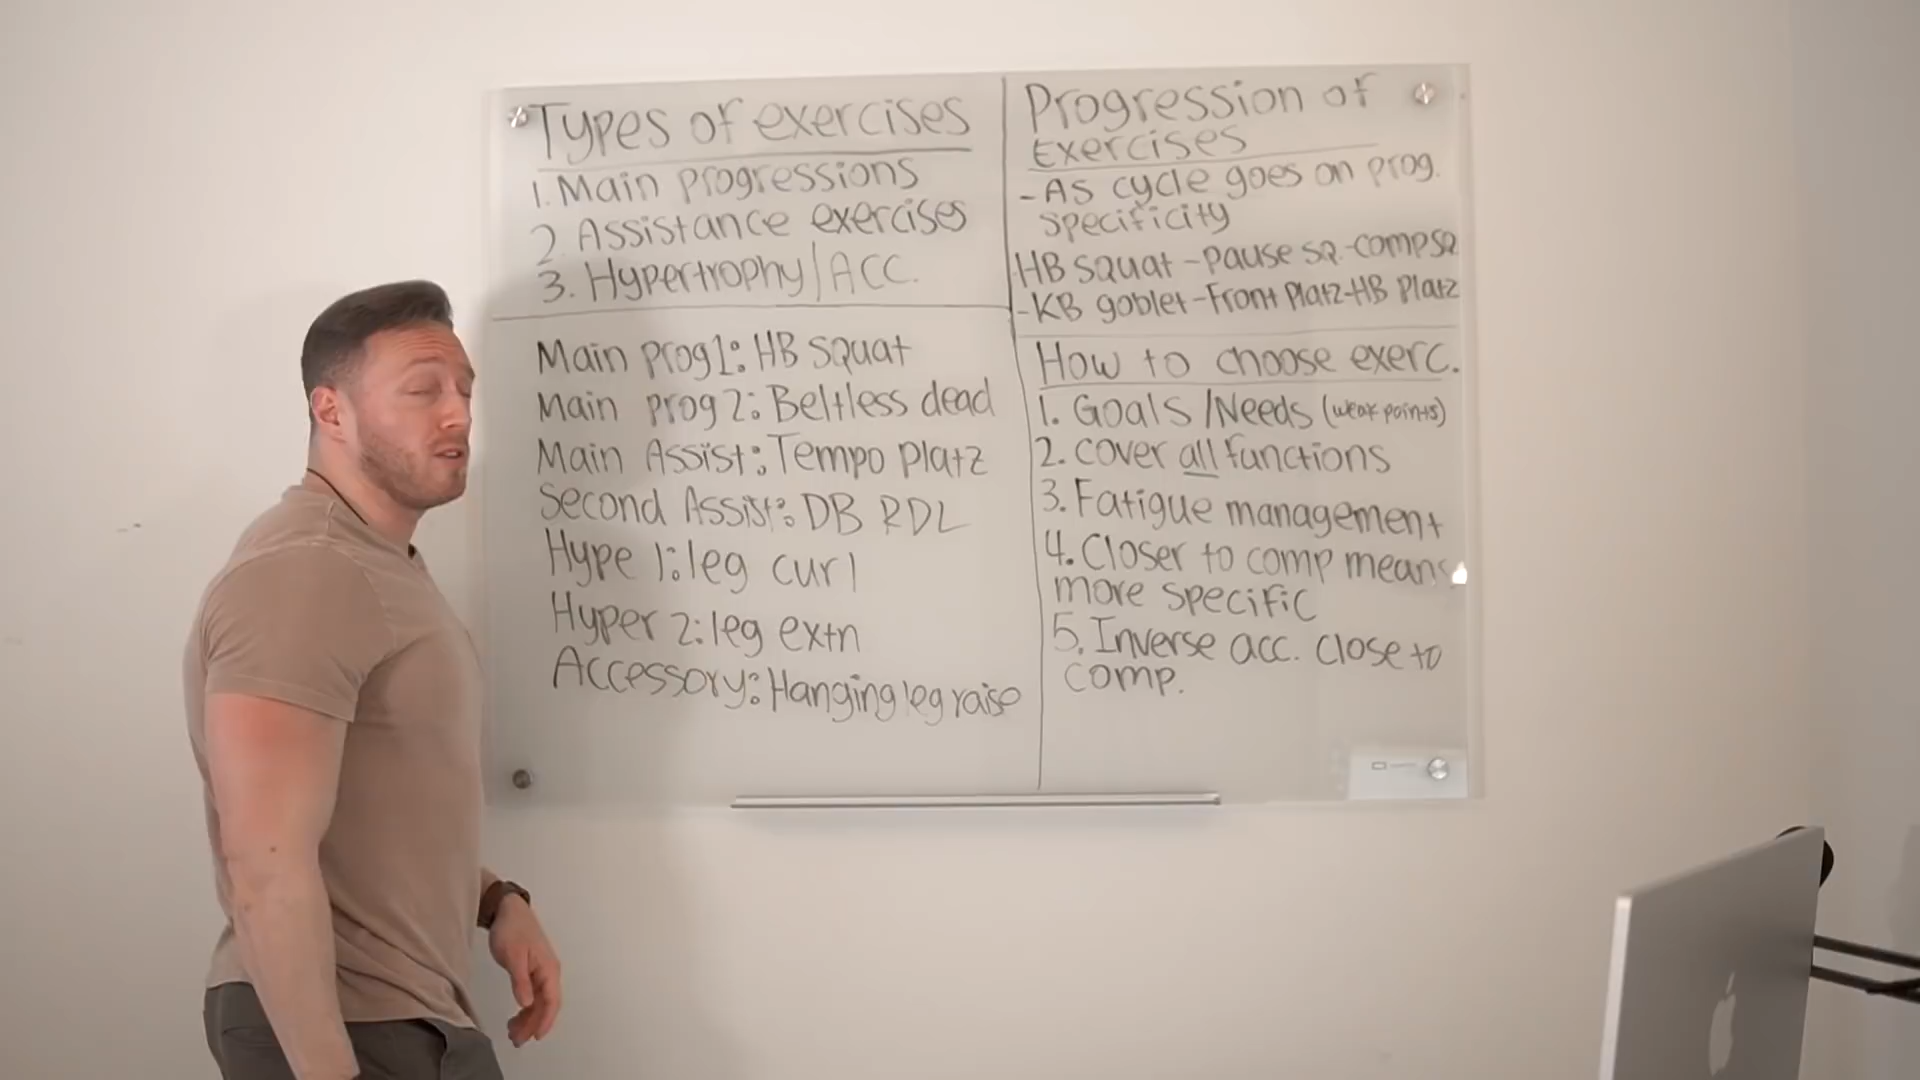 Types of exercises
1. Main progressions
2. Assistance exercises
3. Hypertrophy/ACC.
Main prog1: HB squat
Main prog 2: Beltless dead
Main Assist: Tempo platz
Second Assist: DB RDL
Hype 1: leg curl
Hyper 2: leg extn
Accessory: Hanging leg raise
Progression of
Exercises
- As cycle goes on prog.
specificity
HB squat - pause sq. - comp sq
- KB goblet - Front platz - HB platz
How to choose exerc.
1. Goals /Needs (weak points)
2. cover all functions
3. Fatigue management
4. Closer to comp means
more specific
5. Inverse acc. close to
comp.